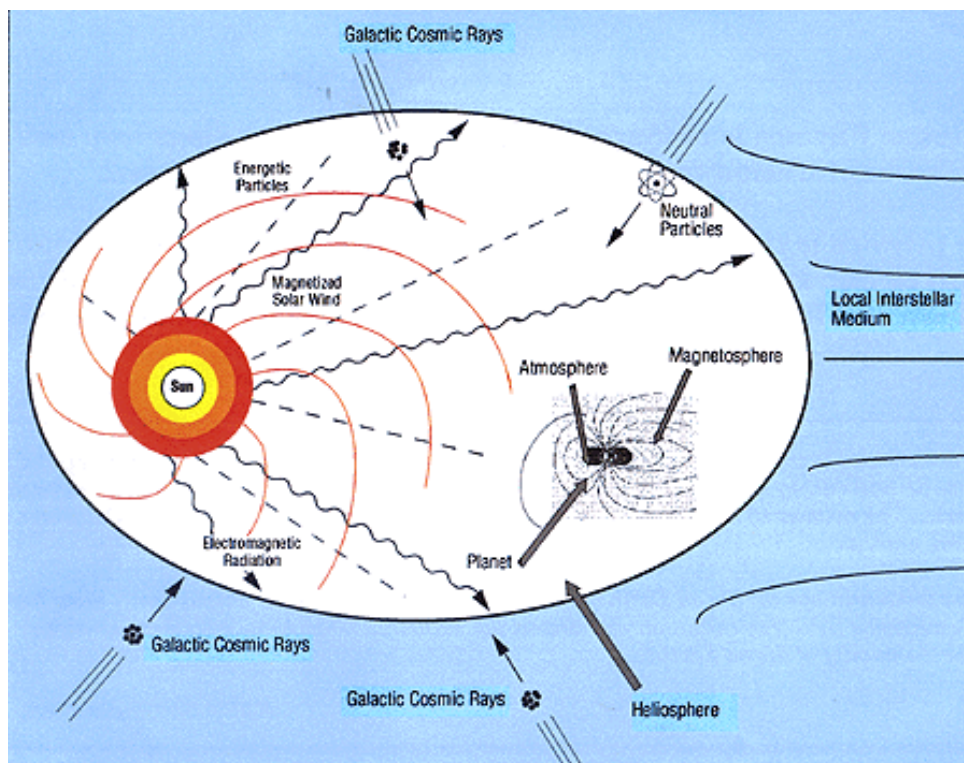 Galactic Cosmic Rays
Energetic
Particles
Neutral
Particles
Magnetized
Solar Wind
Local Interstellar
Medium
Atmosphere
Magnetosphere
Sun
Electromagnetic
Radiation
Planet
Galactic Cosmic Rays
Galactic Cosmic Rays
Heliosphere